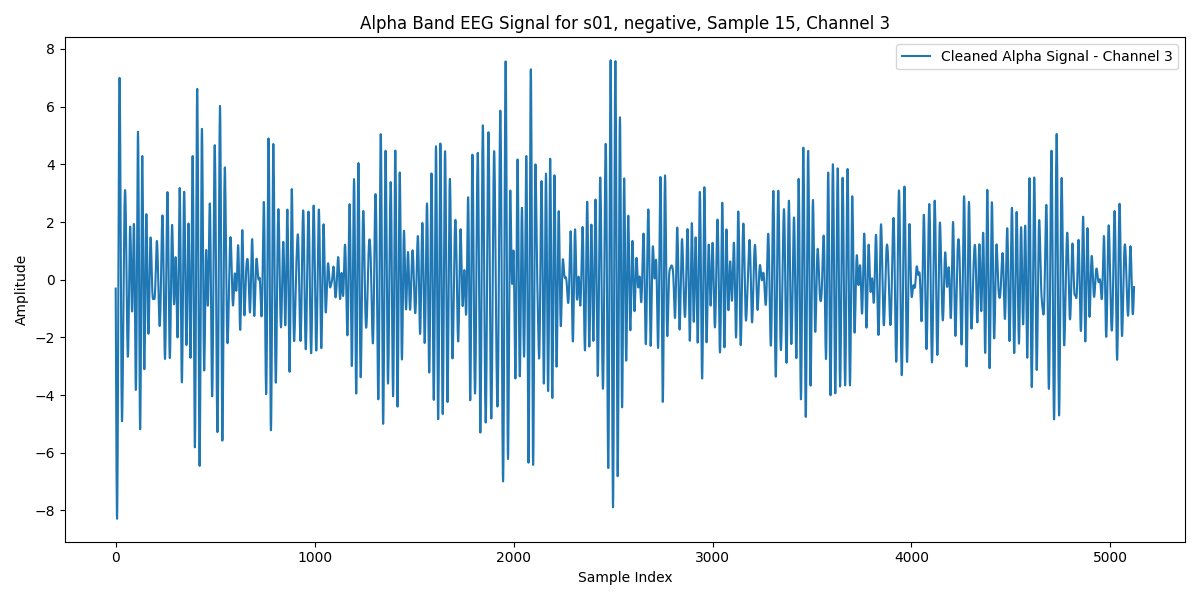 Alpha Band EEG Signal for s01, negative, Sample 15, Channel 3
Cleaned Alpha Signal - Channel 3
Amplitude
8
6
4
2
0
−2
−4
−6
−8
0 1000 2000 3000 4000 5000
Sample Index